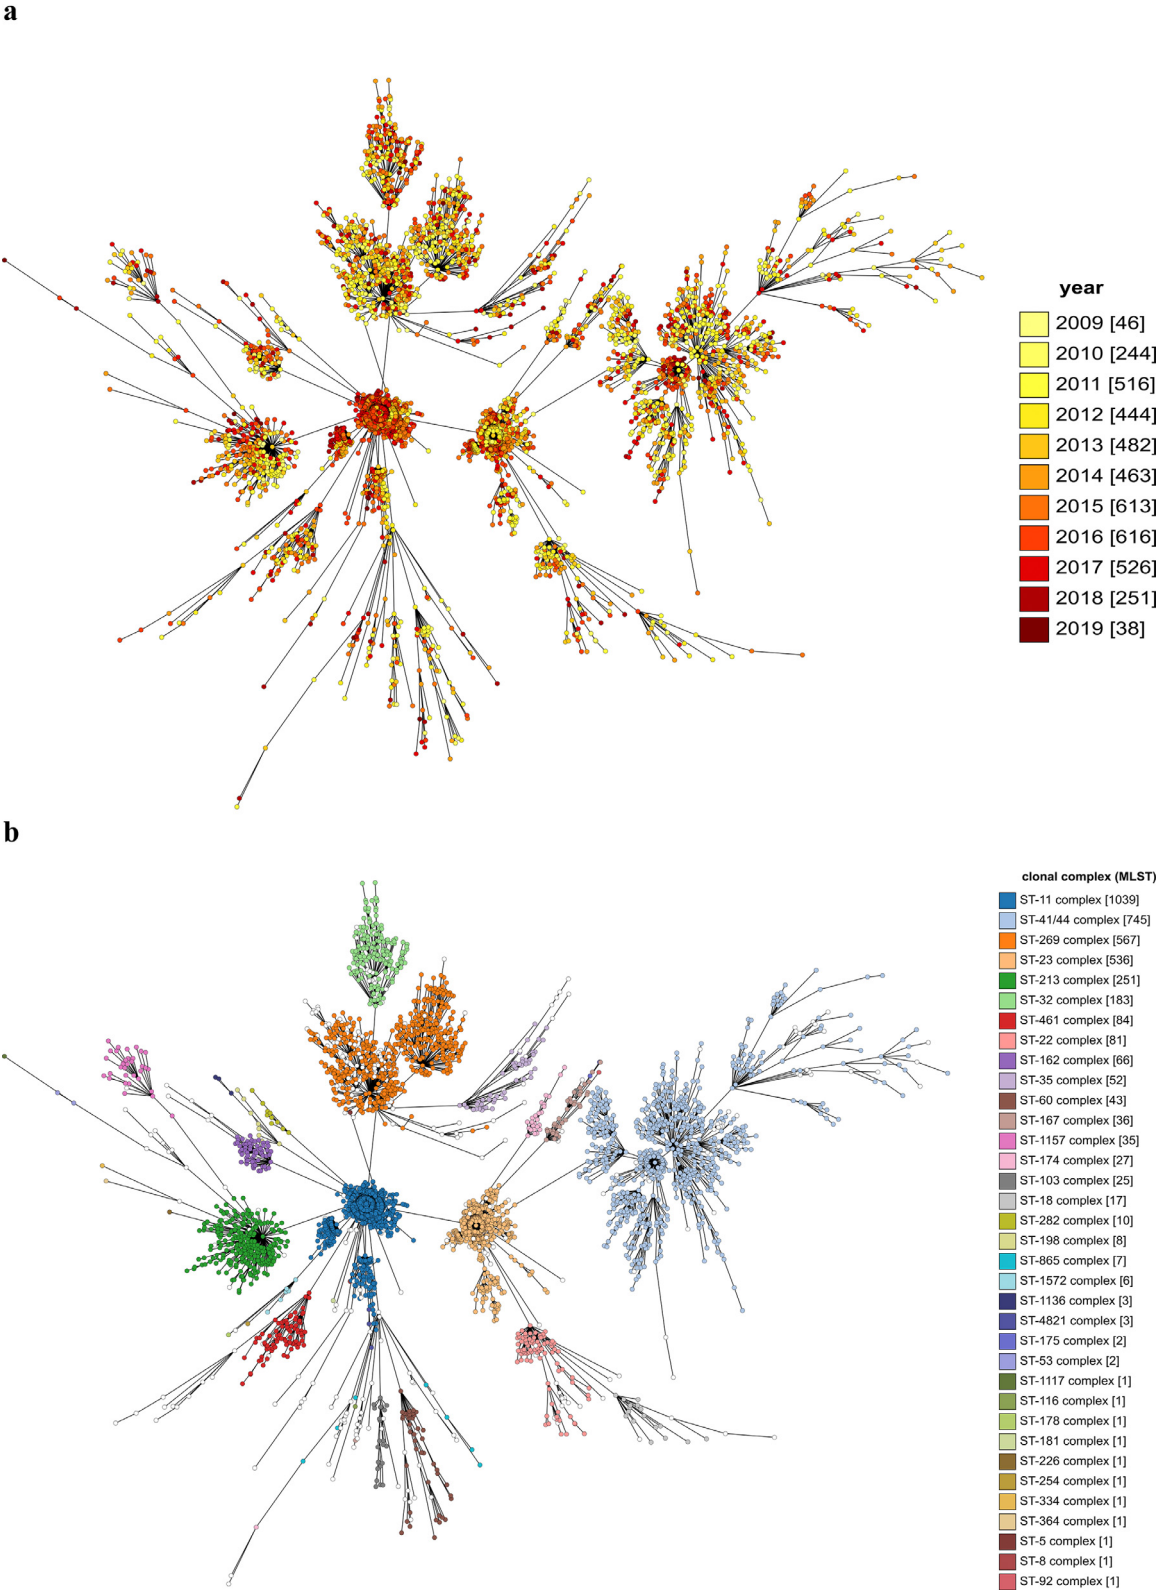 a
year
2009 [46]
2010 [244]
2011 [516]
2012 [444]
2013 [482]
2014 [463]
2015 [613]
2016 [616]
2017 [526]
2018 [251]
2019 [38]
b
clonal complex (MLST)
ST-11 complex [1039]
ST-41/44 complex [745]
ST-269 complex [567]
ST-23 complex [536]
ST-213 complex [251]
ST-32 complex [183]
ST-461 complex [84]
ST-22 complex [81]
ST-162 complex [66]
ST-35 complex [52]
ST-60 complex [43]
ST-167 complex [36]
ST-1157 complex [35]
ST-174 complex [27]
ST-103 complex [25]
ST-18 complex [17]
ST-282 complex [10]
ST-198 complex [8]
ST-865 complex [7]
ST-1572 complex [6]
ST-1136 complex [3]
ST-4821 complex [3]
ST-175 complex [2]
ST-53 complex [2]
ST-1117 complex [1]
ST-116 complex [1]
ST-178 complex [1]
ST-181 complex [1]
ST-226 complex [1]
ST-254 complex [1]
ST-334 complex [1]
ST-364 complex [1]
ST-5 complex [1]
ST-8 complex [1]
ST-92 complex [1]